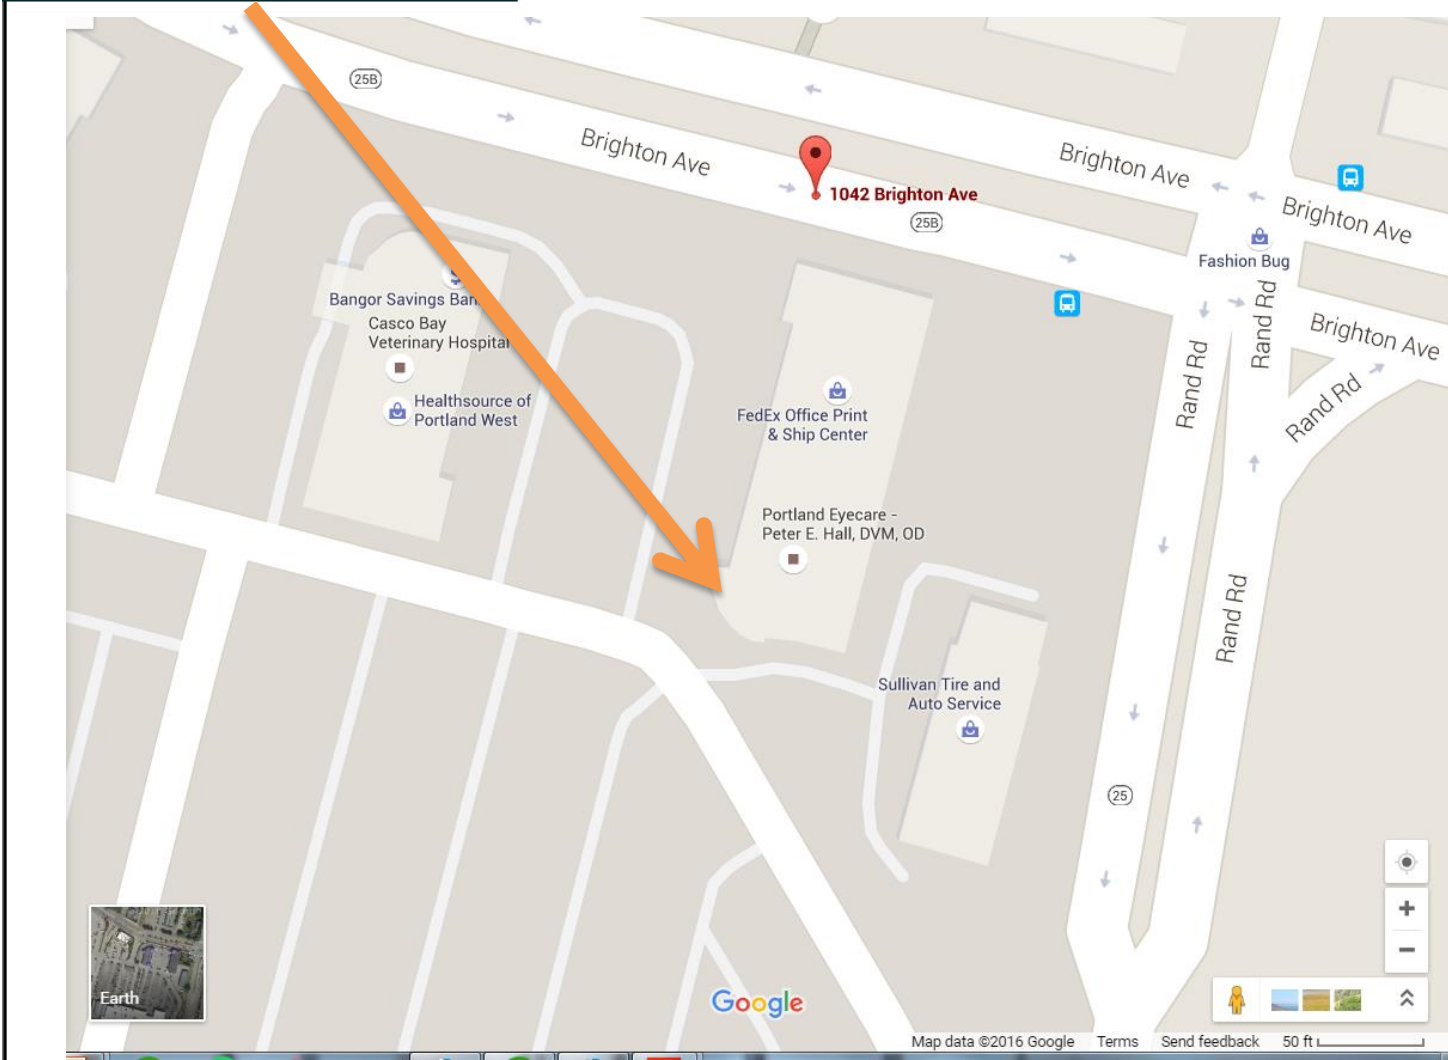 25B
Brighton Ave
Brighton Ave
1042 Brighton Ave
25B
Brighton Ave
Fashion Bug
Bangor Savings Ban
Casco Bay
Veterinary Hospital
Healthsource of
Portland West
FedEx Office Print
& Ship Center
Rand Rd
Rand Rd
Brighton Ave
Rand Rd
Portland Eyecare -
Peter E. Hall, DVM, OD
Rand Rd
Sullivan Tire and
Auto Service
25
Earth
Google
Map data ©2016 Google Terms Send feedback 50 ft